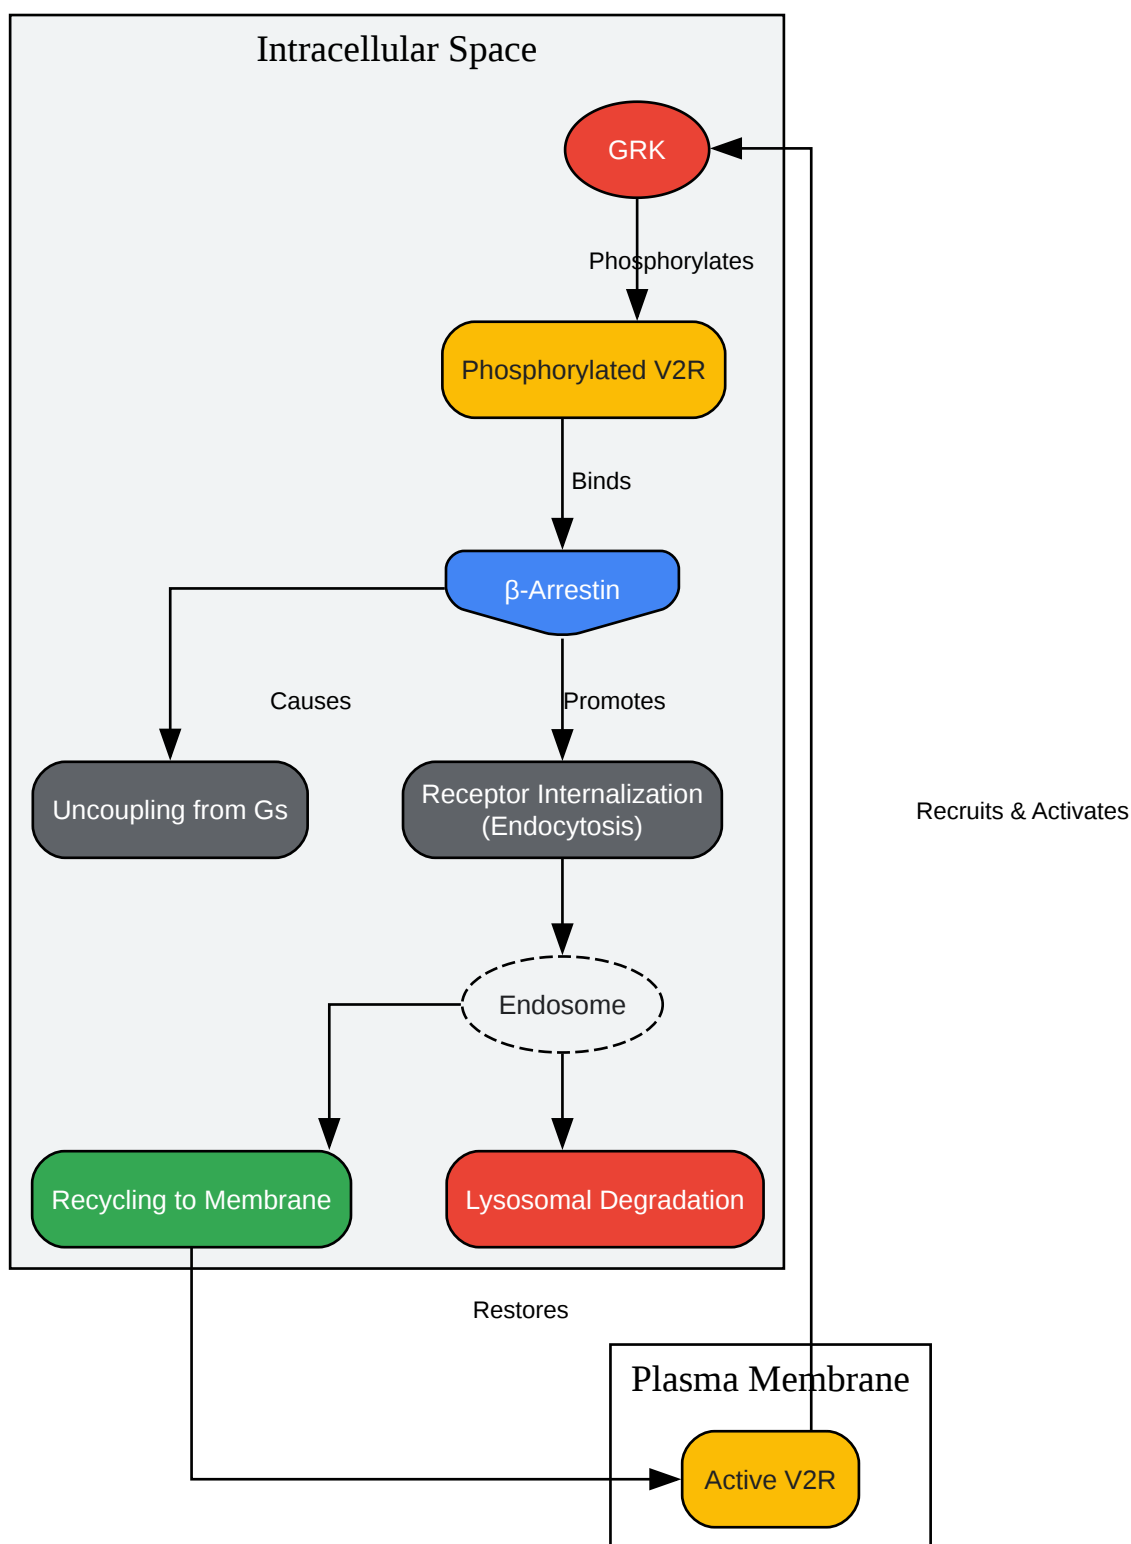 Intracellular Space
GRK
Phosphorylates
Phosphorylated V2R
Binds
β-Arrestin
Causes
Promotes
Uncoupling from Gs
Receptor Internalization
(Endocytosis)
Recruits & Activates
Endosome
Recycling to Membrane
Lysosomal Degradation
Restores
Plasma Membrane
Active V2R